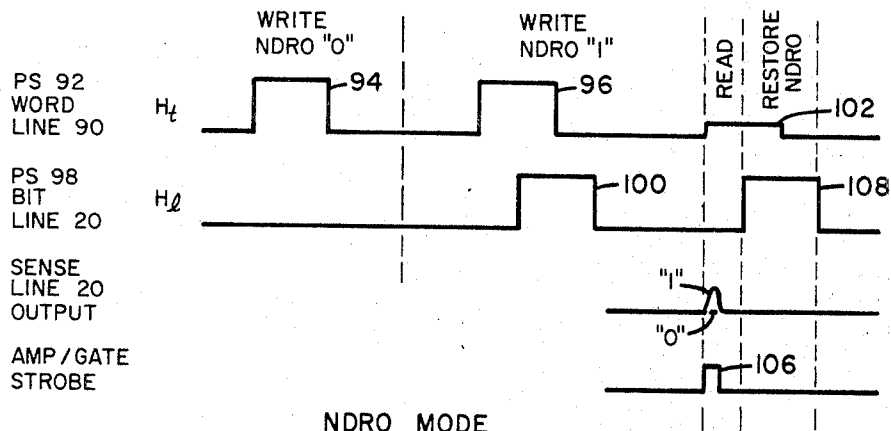 WRITE
NDRO "0"
WRITE
NDRO "1"
READ
RESTORE
NDRO
PS 92
WORD
LINE 90
Ht
94
96
102
PS 98
BIT
LINE 20
Hl
100
108
SENSE
LINE 20
OUTPUT
"1"
"0"
AMP/GATE
STROBE
106
NDRO MODE